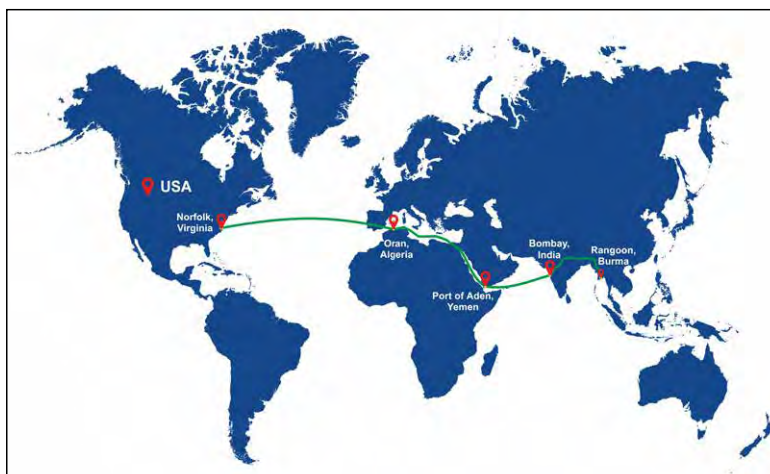 USA
Norfolk,
Virginia
Oran,
Algeria
Port of Aden,
Yemen
Bombay,
India
Rangoon,
Burma